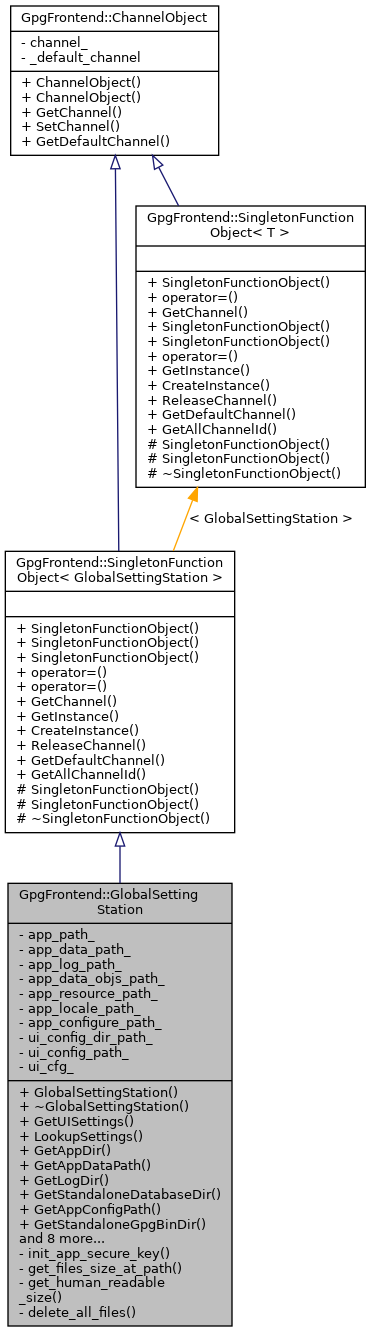 GpgFrontend::ChannelObject
- channel_
- _default_channel
+ ChannelObject()
+ ChannelObject()
+ GetChannel()
+ SetChannel()
+ GetDefaultChannel()
GpgFrontend::SingletonFunction
Object< T >
+ SingletonFunctionObject()
+ operator=()
+ GetChannel()
+ SingletonFunctionObject()
+ SingletonFunctionObject()
+ operator=()
+ GetInstance()
+ CreateInstance()
+ ReleaseChannel()
+ GetDefaultChannel()
+ GetAllChannelId()
# SingletonFunctionObject()
# SingletonFunctionObject()
# ~SingletonFunctionObject()
< GlobalSettingStation >
GpgFrontend::SingletonFunction
Object< GlobalSettingStation >
+ SingletonFunctionObject()
+ SingletonFunctionObject()
+ SingletonFunctionObject()
+ operator=()
+ operator=()
+ GetChannel()
+ GetInstance()
+ CreateInstance()
+ ReleaseChannel()
+ GetDefaultChannel()
+ GetAllChannelId()
# SingletonFunctionObject()
# SingletonFunctionObject()
# ~SingletonFunctionObject()
GpgFrontend::GlobalSetting
Station
- app_path_
- app_data_path_
- app_log_path_
- app_data_objs_path_
- app_resource_path_
- app_locale_path_
- app_configure_path_
- ui_config_dir_path_
- ui_config_path_
- ui_cfg_
+ GlobalSettingStation()
+ ~GlobalSettingStation()
+ GetUISettings()
+ LookupSettings()
+ GetAppDir()
+ GetAppDataPath()
+ GetLogDir()
+ GetStandaloneDatabaseDir()
+ GetAppConfigPath()
+ GetStandaloneGpgBinDir()
and 8 more...
- init_app_secure_key()
- get_files_size_at_path()
- get_human_readable
_size()
- delete_all_files()